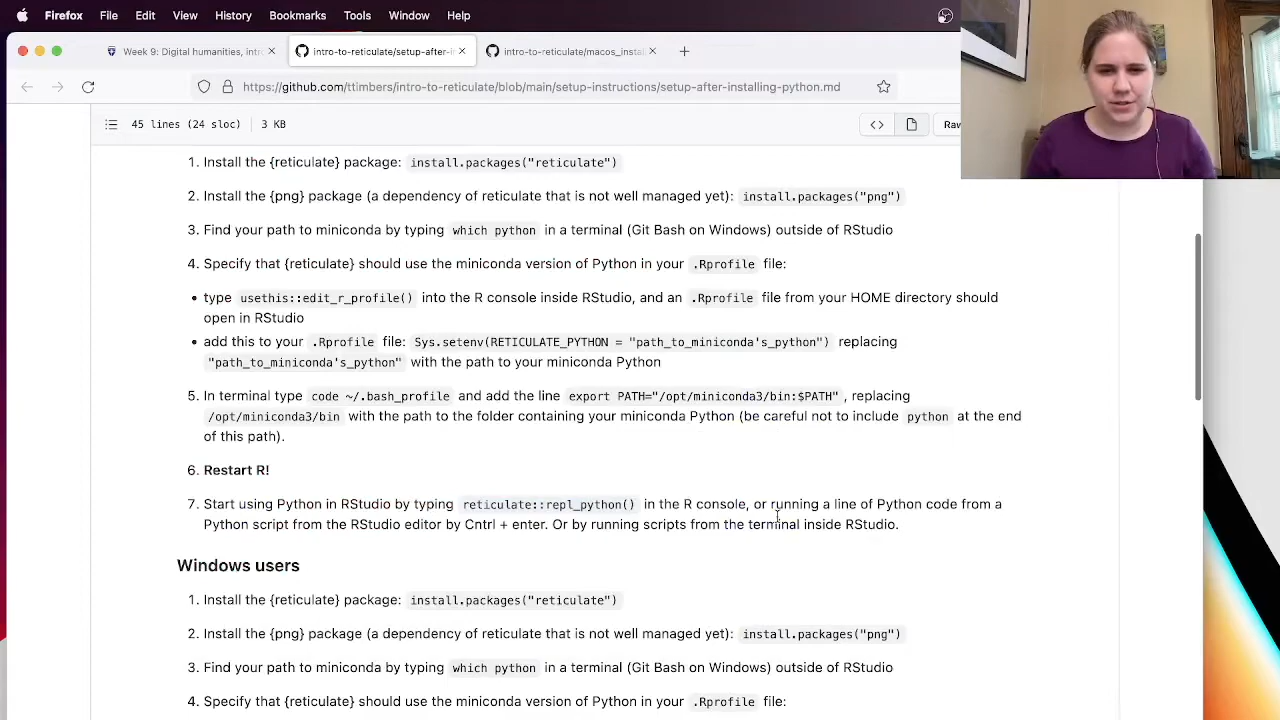 Firefox File Edit View History Bookmarks Tools Window Help
Week 9: Digital humanities, intro
intro-to-reticulate/setup-after-i
intro-to-reticulate/macos_instal
https://github.com/ttimbers/intro-to-reticulate/blob/main/setup-instructions/setup-after-installing-python.md
45 lines (24 sloc) 3 KB
Raw
1. Install the {reticulate} package: install.packages("reticulate")
2. Install the {png} package (a dependency of reticulate that is not well managed yet): install.packages("png")
3. Find your path to miniconda by typing which python in a terminal (Git Bash on Windows) outside of RStudio
4. Specify that {reticulate} should use the miniconda version of Python in your .Rprofile file:
• type usethis::edit_r_profile() into the R console inside RStudio, and an .Rprofile file from your HOME directory should
open in RStudio
• add this to your .Rprofile file: Sys.setenv(RETICULATE_PYTHON = "path_to_miniconda's_python") replacing
"path_to_miniconda's_python" with the path to your miniconda Python
5. In terminal type code ~/.bash_profile and add the line export PATH="/opt/miniconda3/bin:$PATH" , replacing
/opt/miniconda3/bin with the path to the folder containing your miniconda Python (be careful not to include python at the end
of this path).
6. Restart R!
7. Start using Python in RStudio by typing reticulate::repl_python() in the R console, or running a line of Python code from a
Python script from the RStudio editor by Cntrl + enter. Or by running scripts from the terminal inside RStudio.
Windows users
1. Install the {reticulate} package: install.packages("reticulate")
2. Install the {png} package (a dependency of reticulate that is not well managed yet): install.packages("png")
3. Find your path to miniconda by typing which python in a terminal (Git Bash on Windows) outside of RStudio
4. Specify that {reticulate} should use the miniconda version of Python in your .Rprofile file: